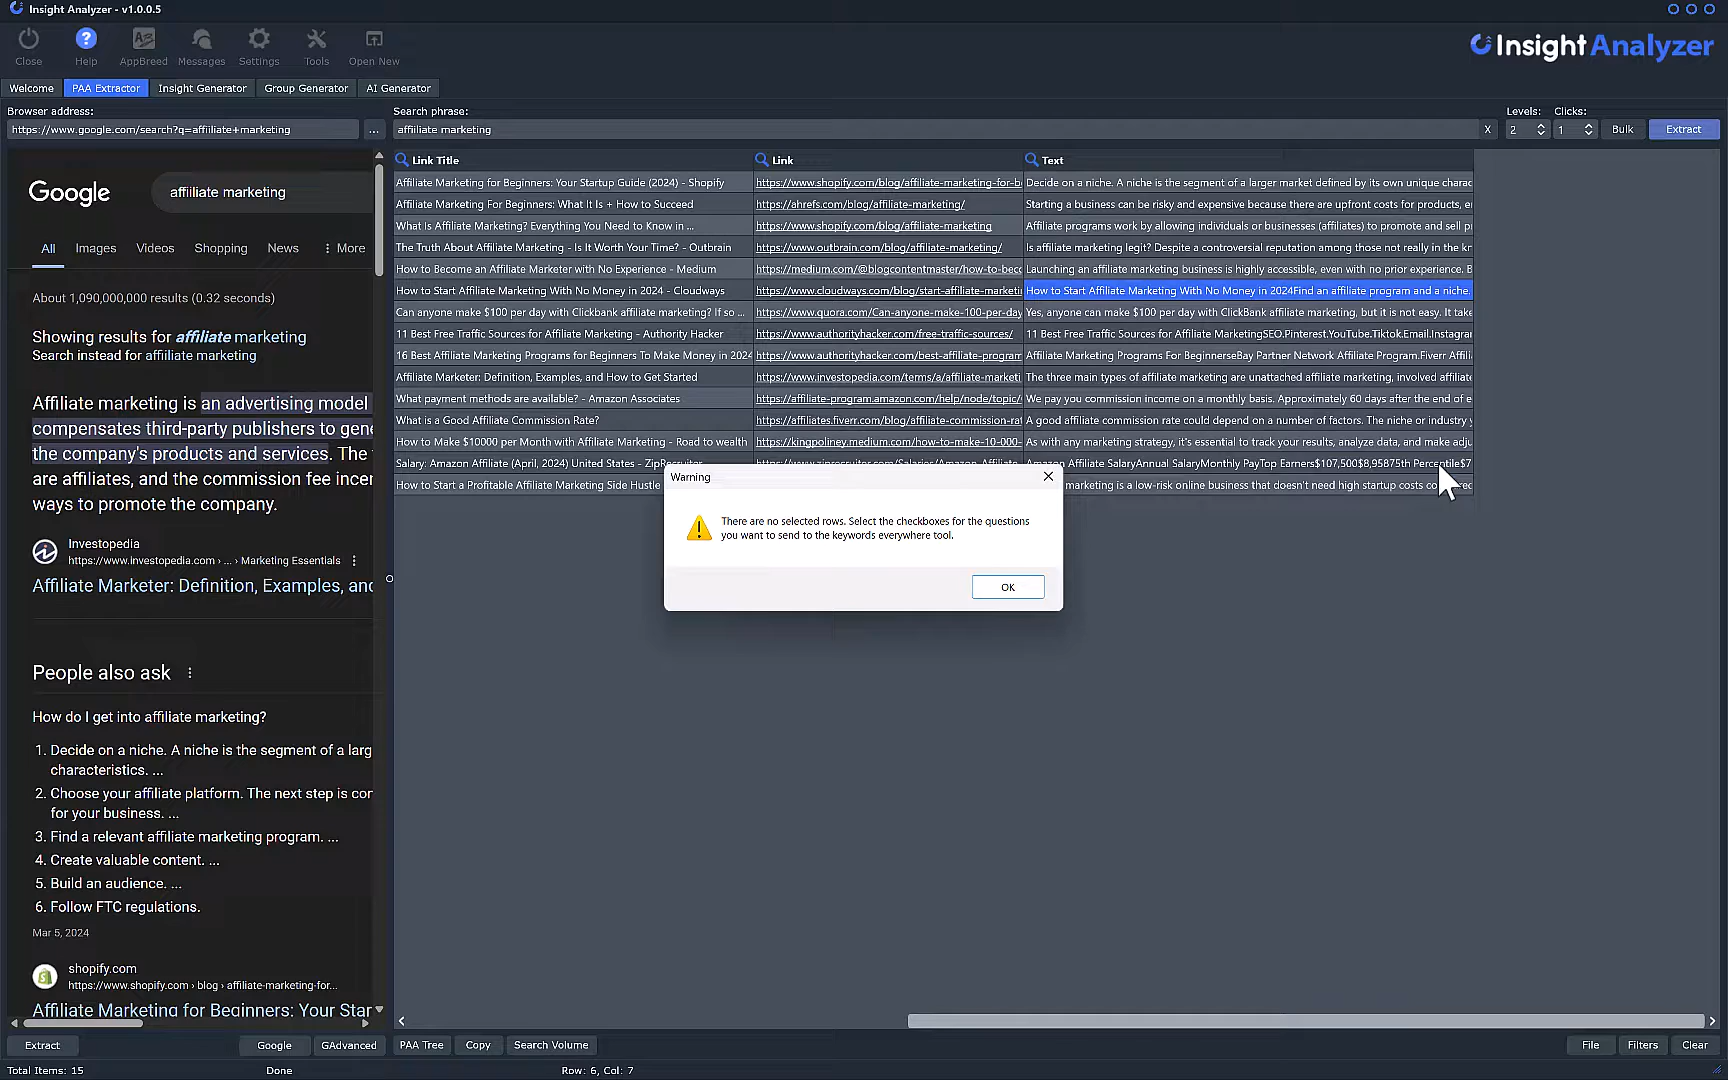 Insight Analyzer - v1.0.0.5
Close
Help
AppBreed
Messages
Settings
Tools
Open New
Insight Analyzer
Welcome
PAA Extractor
Insight Generator
Group Generator
AI Generator
Browser address:
Search phrase:
Levels:
Clicks:
https://www.google.com/search?q=affiiliate+marketing
...
affiiliate marketing
X
2
1
Bulk
Extract
Google
affiiliate marketing
All
Images
Videos
Shopping
News
More
About 1,090,000,000 results (0.32 seconds)
Showing results for affiliate marketing
Search instead for affiiliate marketing
Affiliate marketing is an advertising model
compensates third-party publishers to gene
the company's products and services. The
are affiliates, and the commission fee incen
ways to promote the company.
Investopedia
https://www.investopedia.com › ... › Marketing Essentials
Affiliate Marketer: Definition, Examples, and
People also ask
How do I get into affiliate marketing?
1. Decide on a niche. A niche is the segment of a larg
characteristics. ...
2. Choose your affiliate platform. The next step is con
for your business. ...
3. Find a relevant affiliate marketing program. ...
4. Create valuable content. ...
5. Build an audience. ...
6. Follow FTC regulations.
Mar 5, 2024
shopify.com
https://www.shopify.com › blog › affiliate-marketing-for...
Affiliate Marketing for Beginners: Your Star
Link Title
Link
Text
Affiliate Marketing for Beginners: Your Startup Guide (2024) - Shopify
https://www.shopify.com/blog/affiliate-marketing-for-b
Decide on a niche. A niche is the segment of a larger market defined by its own unique charac
Affiliate Marketing For Beginners: What It Is + How to Succeed
https://ahrefs.com/blog/affiliate-marketing/
Starting a business can be risky and expensive because there are upfront costs for products, e
What Is Affiliate Marketing? Everything You Need to Know in ...
https://www.shopify.com/blog/affiliate-marketing
Affiliate programs work by allowing individuals or businesses (affiliates) to promote and sell p
The Truth About Affiliate Marketing - Is It Worth Your Time? - Outbrain
https://www.outbrain.com/blog/affiliate-marketing/
Is affiliate marketing legit? Despite a controversial reputation among those not really in the kn
How to Become an Affiliate Marketer with No Experience - Medium
https://medium.com/@blogcontentmaster/how-to-becc
Launching an affiliate marketing business is highly accessible, even with no prior experience. B
How to Start Affiliate Marketing With No Money in 2024 - Cloudways
https://www.cloudways.com/blog/start-affiliate-marketi
How to Start Affiliate Marketing With No Money in 2024Find an affiliate program and a niche.
Can anyone make $100 per day with Clickbank affiliate marketing? If so ...
https://www.quora.com/Can-anyone-make-100-per-day
Yes, anyone can make $100 per day with ClickBank affiliate marketing, but it is not easy. It take
11 Best Free Traffic Sources for Affiliate Marketing - Authority Hacker
https://www.authorityhacker.com/free-traffic-sources/
11 Best Free Traffic Sources for Affiliate MarketingSEO.Pinterest.YouTube.Tiktok.Email.Instagra
16 Best Affiliate Marketing Programs for Beginners To Make Money in 2024
https://www.authorityhacker.com/best-affiliate-program
Affiliate Marketing Programs For BeginnerseBay Partner Network Affiliate Program.Fiverr Affili
Affiliate Marketer: Definition, Examples, and How to Get Started
https://www.investopedia.com/terms/a/affiliate-marketi
The three main types of affiliate marketing are unattached affiliate marketing, involved affiliate
What payment methods are available? - Amazon Associates
https://affiliate-program.amazon.com/help/node/topic/
We pay you commission income on a monthly basis. Approximately 60 days after the end of e
What is a Good Affiliate Commission Rate?
https://affiliates.fiverr.com/blog/affiliate-commission-rat
A good affiliate commission rate could depend on a number of factors. The niche or industry y
How to Make $10000 per Month with Affiliate Marketing - Road to wealth
https://kingpoliney.medium.com/how-to-make-10-000-
As with any marketing strategy, it's essential to track your results, analyze data, and make adju
Salary: Amazon Affiliate (April, 2024) United States - ZipRecruiter
https://www.ziprecruiter.com/Salaries/Amazon-Affiliate
Amazon Affiliate SalaryAnnual SalaryMonthly PayTop Earners$107,500$8,95875th Percentile$7
How to Start a Profitable Affiliate Marketing Side Hustle
marketing is a low-risk online business that doesn't need high startup costs
Warning
There are no selected rows. Select the checkboxes for the questions
you want to send to the keywords everywhere tool.
OK
Extract
Google
GAdvanced
PAA Tree
Copy
Search Volume
File
Filters
Clear
Total Items: 15
Done
Row: 6, Col: 7